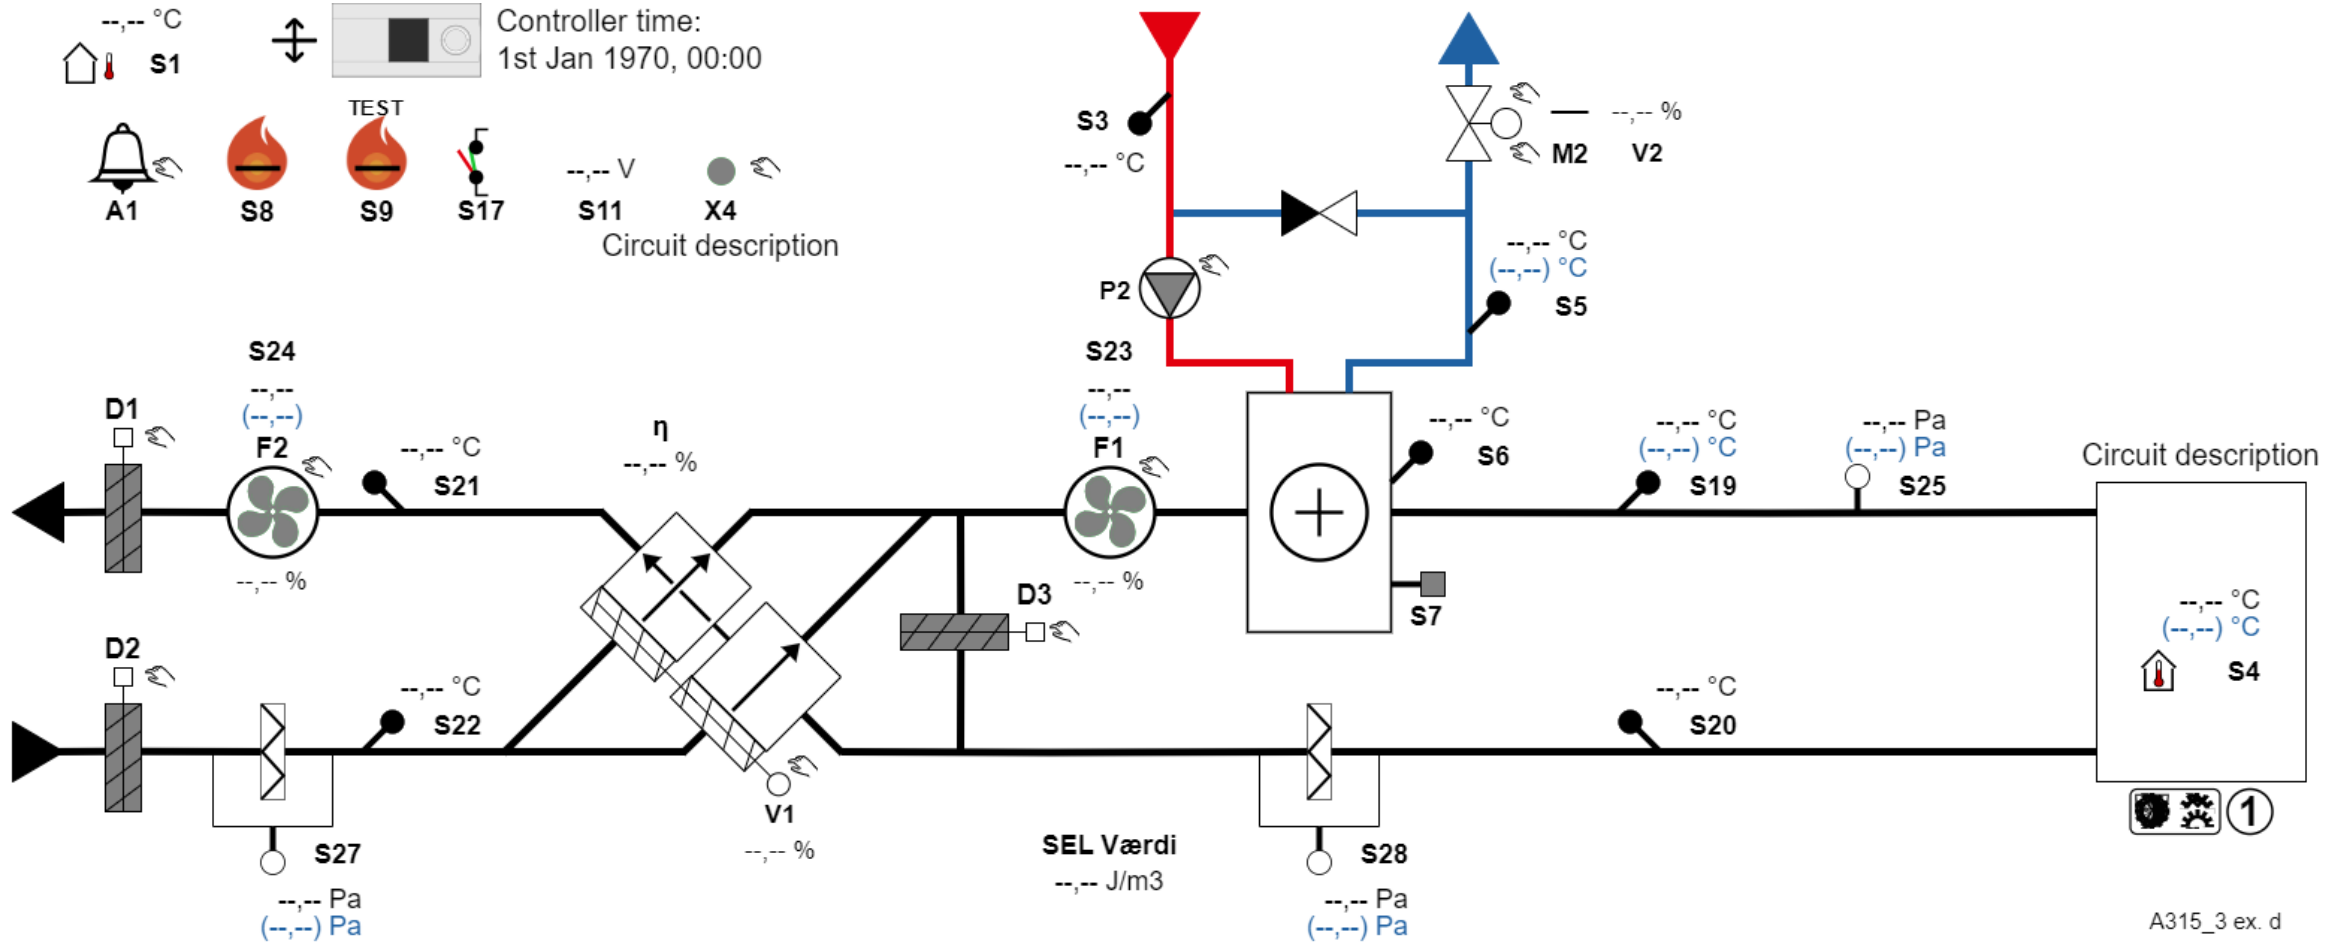 --,-- °C
S1
Controller time:
1st Jan 1970, 00:00
A1
S8
TEST
S9
S17
--,-- V
S11
X4
Circuit description
S3
--,-- °C
--,-- %
M2
V2
--,-- °C
(--,--) °C
S5
P2
S24
--,--
(--,--)
F2
--,-- %
D1
--,-- °C
S21
η
--,-- %
S23
--,--
(--,--)
F1
--,-- %
--,-- °C
S6
--,-- °C
(--,--) °C
S19
--,-- Pa
(--,--) Pa
S25
Circuit description
D3
S7
--,-- °C
(--,--) °C
S4
D2
--,-- °C
S22
--,-- °C
S20
V1
--,-- %
S27
--,-- Pa
(--,--) Pa
SEL Værdi
--,-- J/m3
S28
--,-- Pa
(--,--) Pa
1
A315_3 ex. d